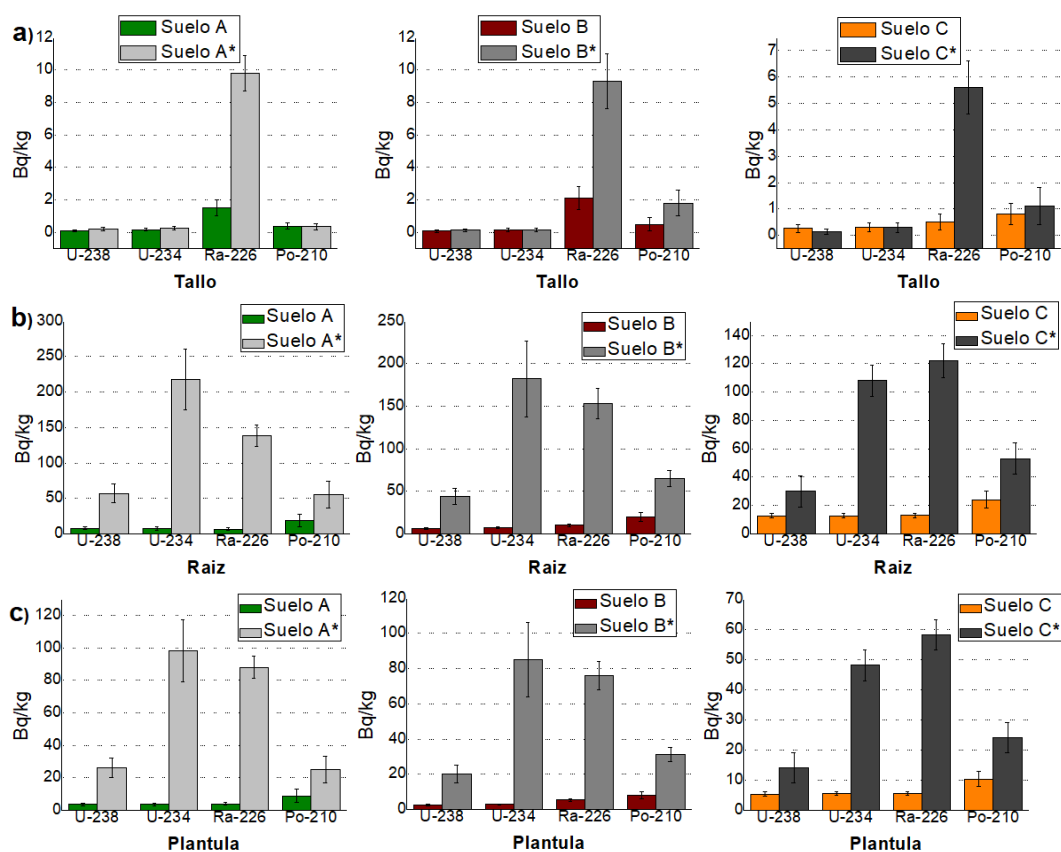 a)
Suelo A
Suelo A*
12
10
8
6
4
2
0
Bq/kg
U-238 U-234 Ra-226 Po-210
Tallo
Suelo B
Suelo B*
12
10
8
6
4
2
0
Bq/kg
U-238 U-234 Ra-226 Po-210
Tallo
Suelo C
Suelo C*
7
6
5
4
3
2
1
0
Bq/kg
U-238 U-234 Ra-226 Po-210
Tallo
b)
Suelo A
Suelo A*
300
250
200
150
100
50
0
Bq/kg
U-238 U-234 Ra-226 Po-210
Raiz
Suelo B
Suelo B*
250
200
150
100
50
0
Bq/kg
U-238 U-234 Ra-226 Po-210
Raiz
Suelo C
Suelo C*
140
120
100
80
60
40
20
0
Bq/kg
U-238 U-234 Ra-226 Po-210
Raiz
c)
Suelo A
Suelo A*
120
100
80
60
40
20
0
Bq/kg
U-238 U-234 Ra-226 Po-210
Plantula
Suelo B
Suelo B*
120
100
80
60
40
20
0
Bq/kg
U-238 U-234 Ra-226 Po-210
Plantula
Suelo C
Suelo C*
70
60
50
40
30
20
10
0
Bq/kg
U-238 U-234 Ra-226 Po-210
Plantula